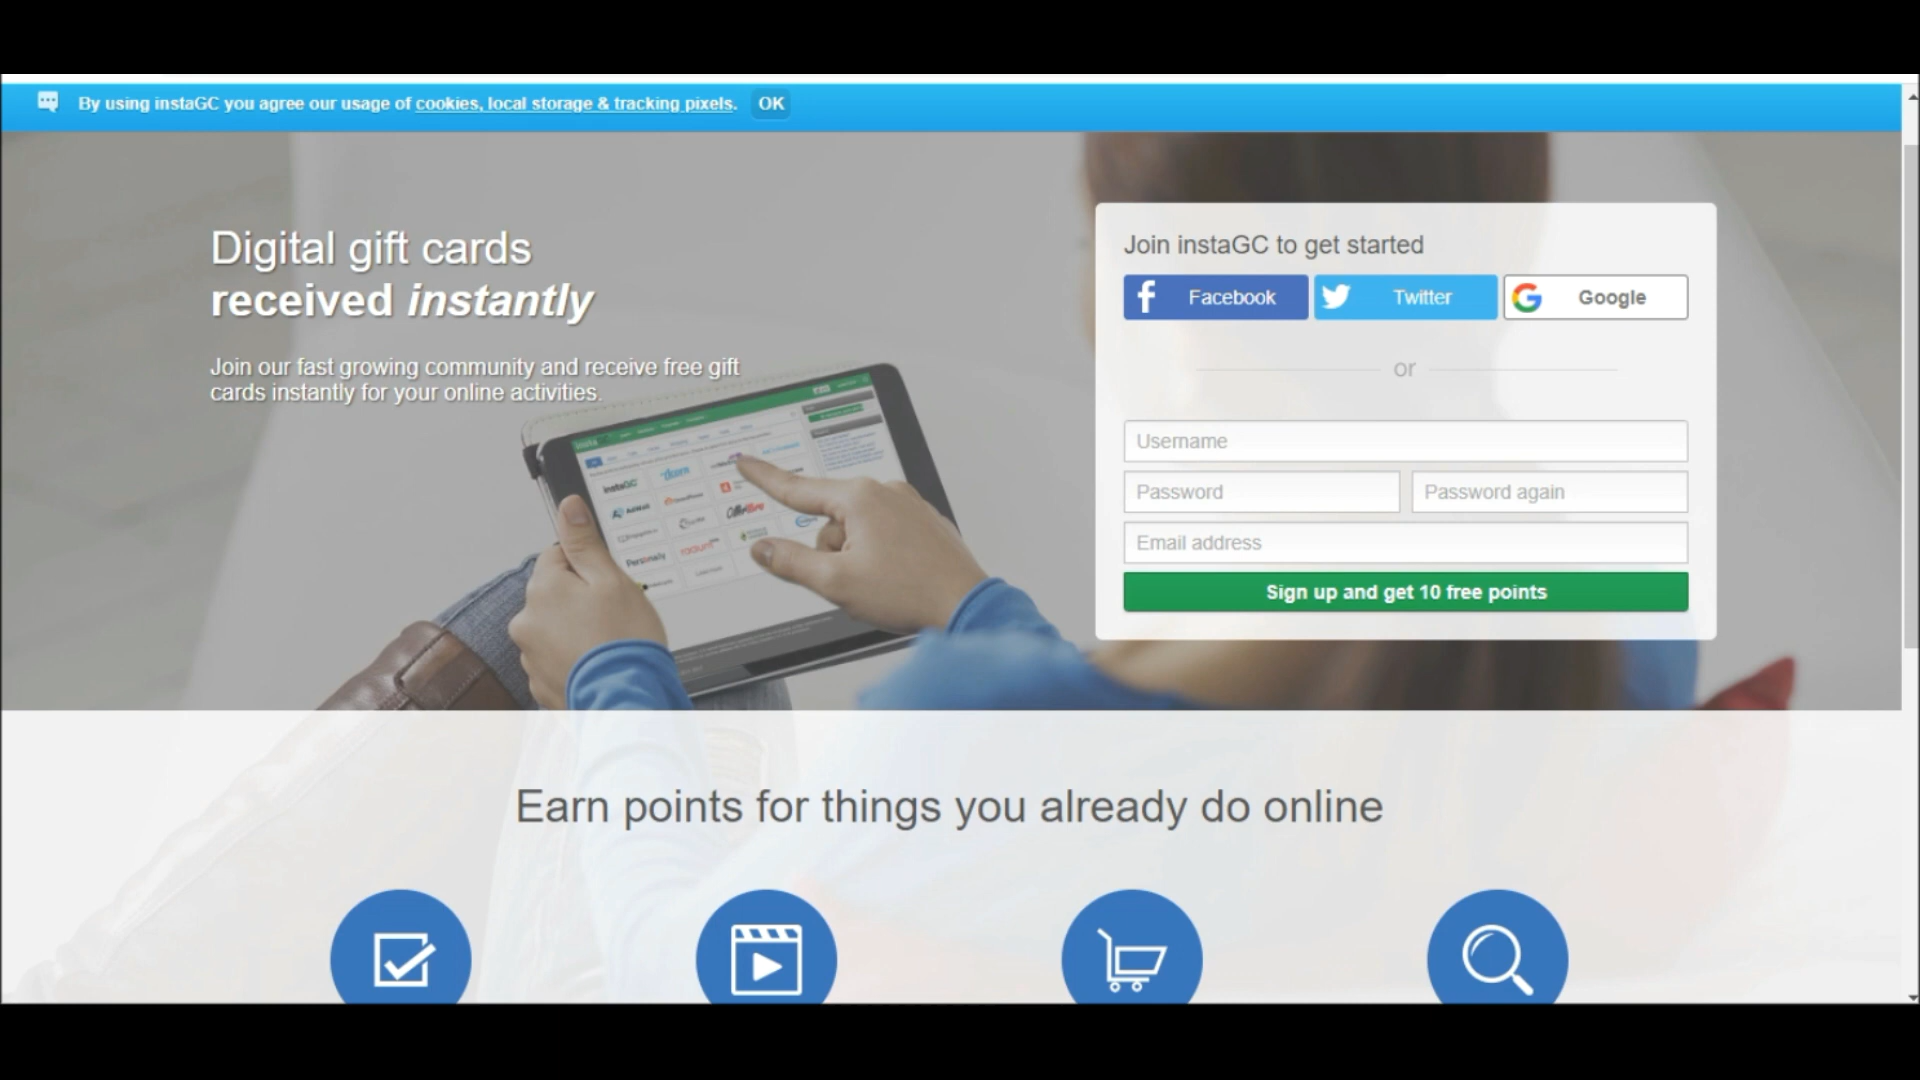 By using instaGC you agree our usage of cookies, local storage & tracking pixels. OK
Digital gift cards
received instantly
Join our fast growing community and receive free gift
cards instantly for your online activities.
Join instaGC to get started
Facebook Twitter Google
or
Username
Password Password again
Email address
Sign up and get 10 free points
Earn points for things you already do online